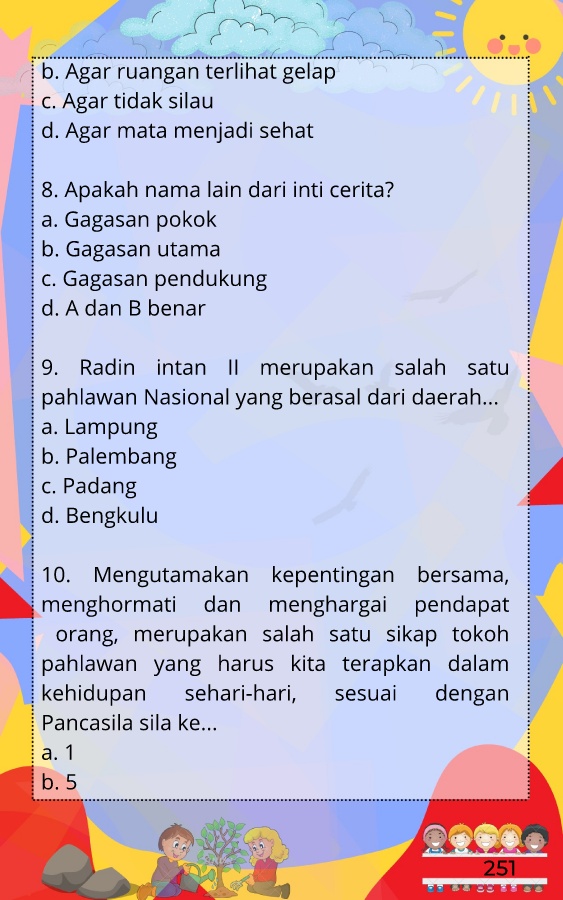 b. Agar ruangan terlihat gelap
c. Agar tidak silau
d. Agar mata menjadi sehat
8. Apakah nama lain dari inti cerita?
a. Gagasan pokok
b. Gagasan utama
c. Gagasan pendukung
d. A dan B benar
9. Radin intan II merupakan salah satu
pahlawan Nasional yang berasal dari daerah...
a. Lampung
b. Palembang
c. Padang
d. Bengkulu
10. Mengutamakan kepentingan bersama,
menghormati dan menghargai pendapat
orang, merupakan salah satu sikap tokoh
pahlawan yang harus kita terapkan dalam
kehidupan sehari-hari, sesuai dengan
Pancasila sila ke...
a. 1
b. 5
251